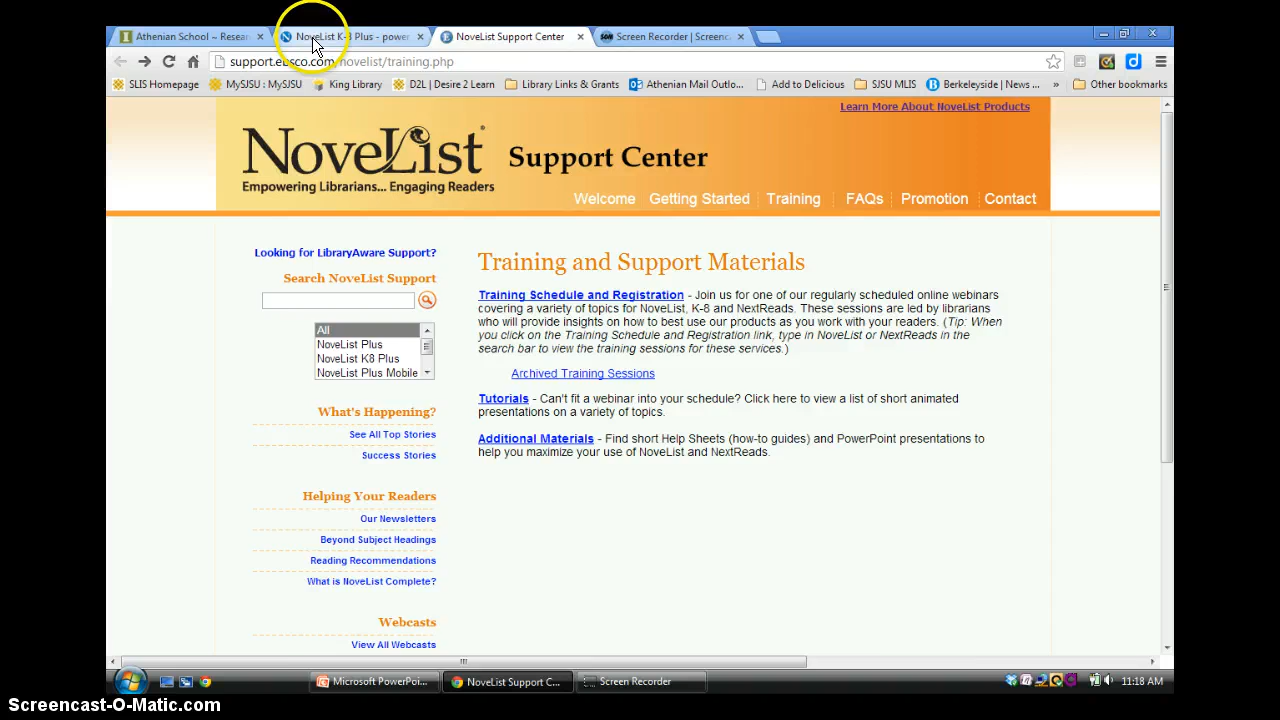 Athenian School ~ Resear
NoveList K-8 Plus - power
NoveList Support Center
Screen Recorder | Screenc
support.ebsco.com/novelist/training.php
SLIS Homepage
MySJSU : MySJSU
King Library
D2L | Desire 2 Learn
Library Links & Grants
Athenian Mail Outlo...
Add to Delicious
SJSU MLIS
Berkeleyside | News ...
»
Other bookmarks
Learn More About NoveList Products
NoveList®
Empowering Librarians... Engaging Readers
Support Center
Welcome
Getting Started
Training
FAQs
Promotion
Contact
Looking for LibraryAware Support?
Search NoveList Support
All
NoveList Plus
NoveList K8 Plus
NoveList Plus Mobile
What's Happening?
See All Top Stories
Success Stories
Helping Your Readers
Our Newsletters
Beyond Subject Headings
Reading Recommendations
What is NoveList Complete?
Webcasts
View All Webcasts
Training and Support Materials
Training Schedule and Registration - Join us for one of our regularly scheduled online webinars
covering a variety of topics for NoveList, K-8 and NextReads. These sessions are led by librarians
who will provide insights on how to best use our products as you work with your readers. (Tip: When
you click on the Training Schedule and Registration link, type in NoveList or NextReads in the
search bar to view the training sessions for these services.)
Archived Training Sessions
Tutorials - Can't fit a webinar into your schedule? Click here to view a list of short animated
presentations on a variety of topics.
Additional Materials - Find short Help Sheets (how-to guides) and PowerPoint presentations to
help you maximize your use of NoveList and NextReads.
Microsoft PowerPoi...
NoveList Support C...
Screen Recorder
11:18 AM
Screencast-O-Matic.com